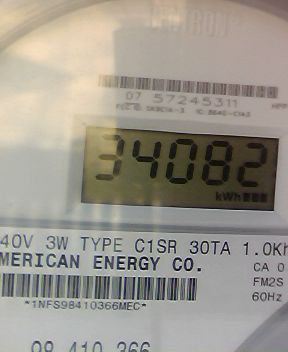 07 57245311
34082
kWh
40V 3W TYPE C1SR 30TA 1.0Kh
MERICAN ENERGY CO.
CA 0
FM2S
*1NFS98410366MEC*
60Hz
98 410 366